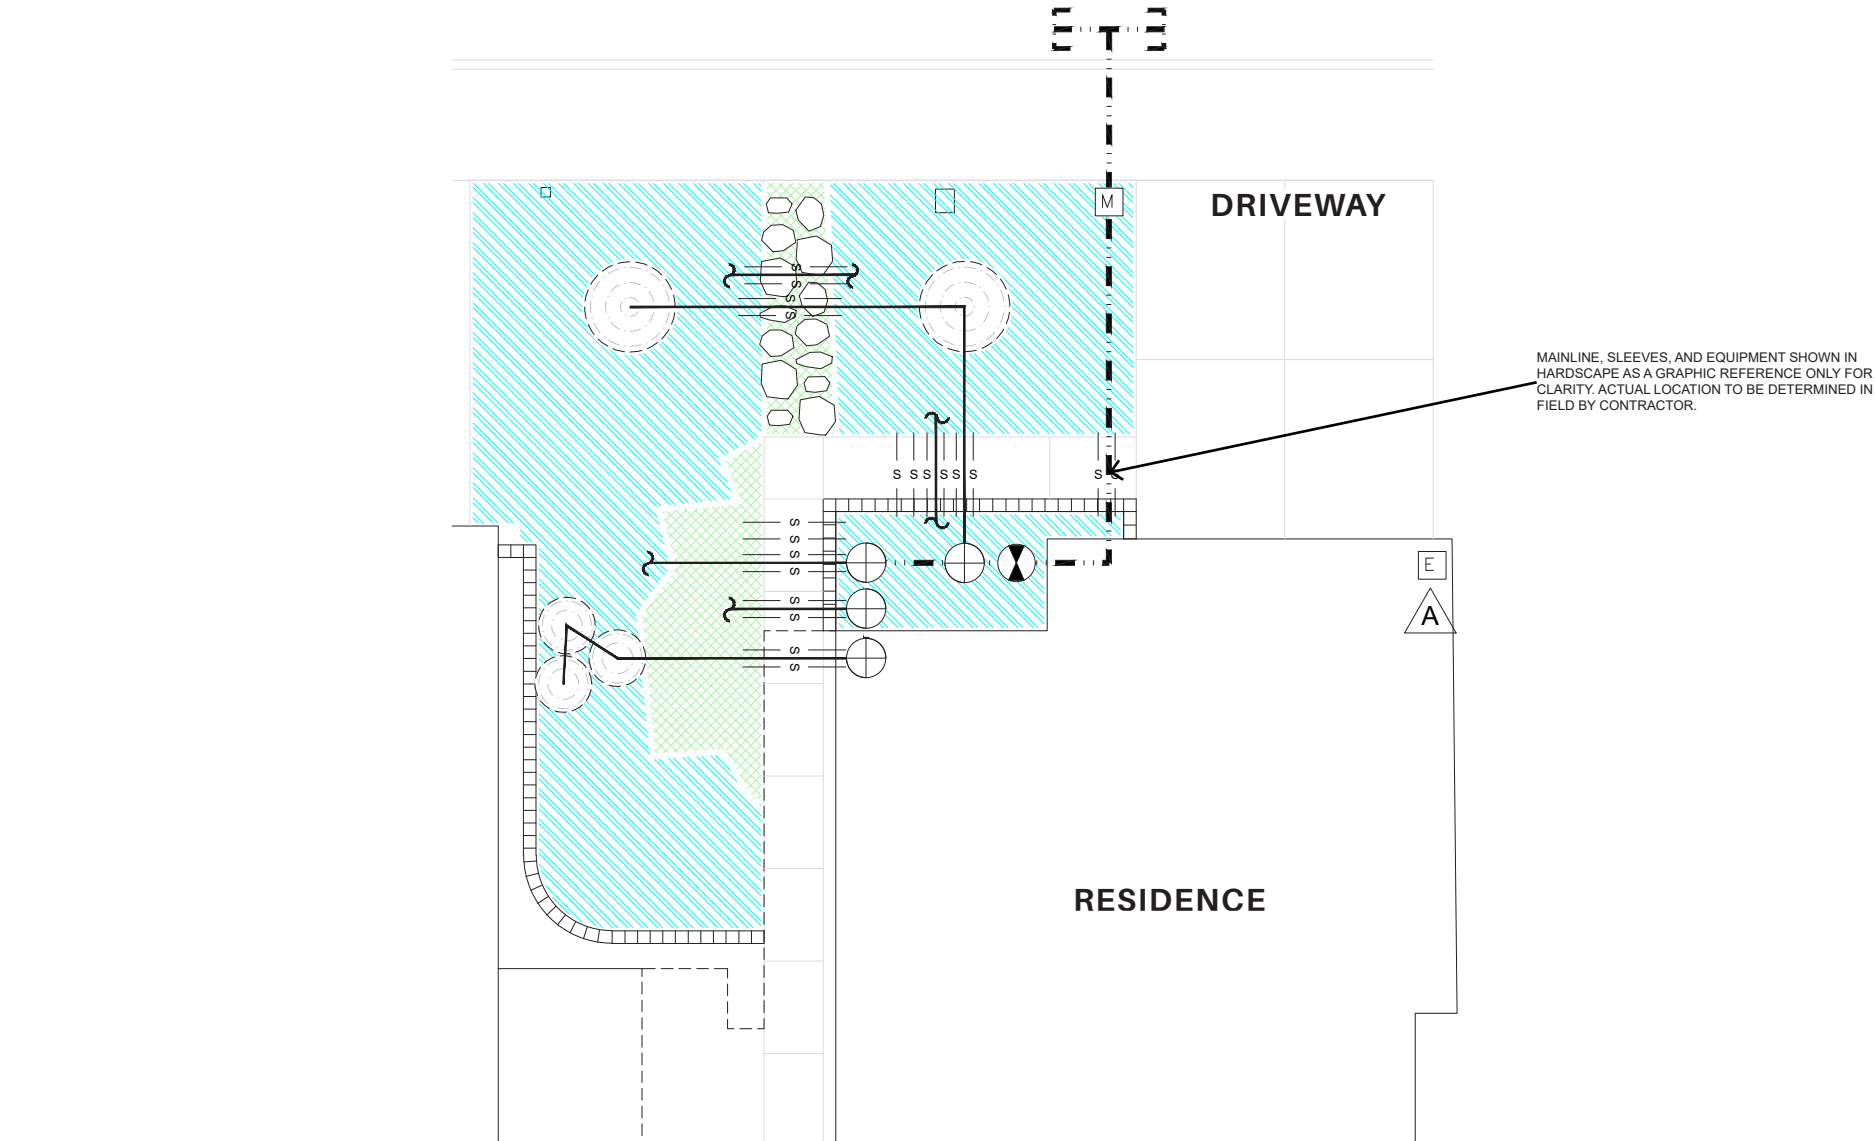 M
DRIVEWAY
S
S
S
S
MAINLINE, SLEEVES, AND EQUIPMENT SHOWN IN
HARDSCAPE AS A GRAPHIC REFERENCE ONLY FOR
CLARITY. ACTUAL LOCATION TO BE DETERMINED IN
FIELD BY CONTRACTOR.
S S S S S S S S
S
S
S
S
E
S
S
A
S
S
RESIDENCE